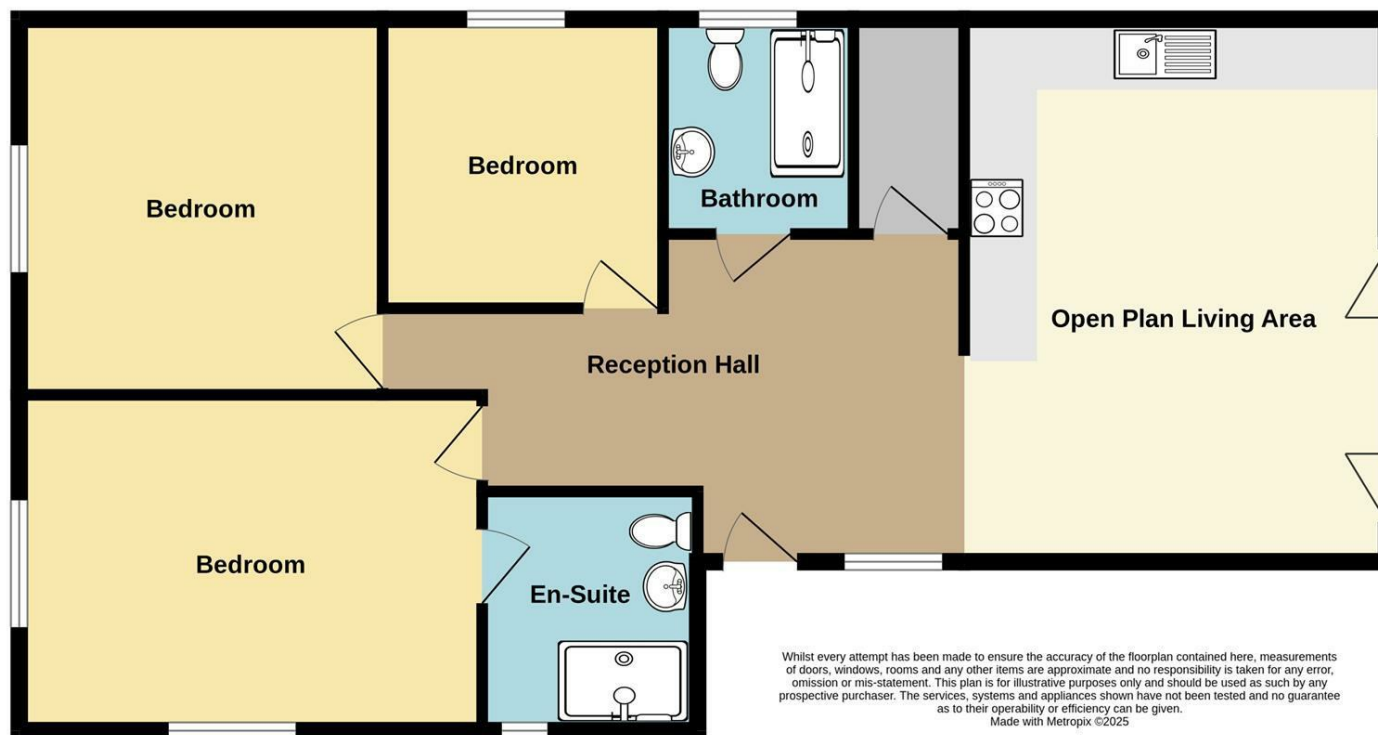 Bedroom
Bedroom
Bathroom
Open Plan Living Area
Reception Hall
Bedroom
En-Suite
Whilst every attempt has been made to ensure the accuracy of the floorplan contained here, measurements
of doors, windows, rooms and any other items are approximate and no responsibility is taken for any error,
omission or mis-statement. This plan is for illustrative purposes only and should be used as such by any
prospective purchaser. The services, systems and appliances shown have not been tested and no guarantee
as to their operability or efficiency can be given.
Made with Metropix ©2025